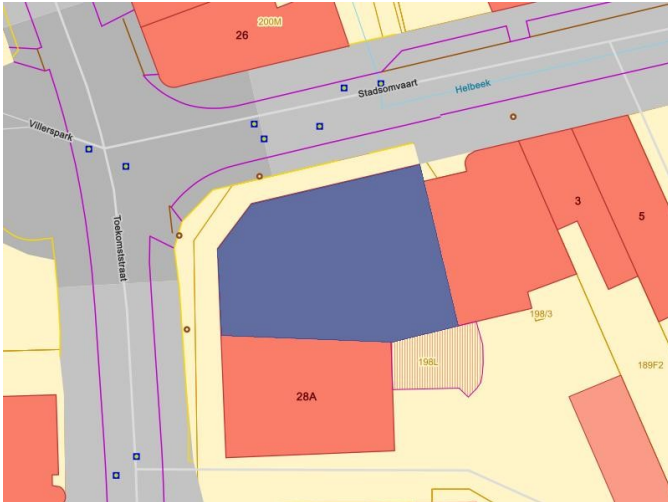 200M
26
Stadsomvaart
Helbeek
Villerspark
Toekomststraat
3
5
198/3
198L
189F2
28A